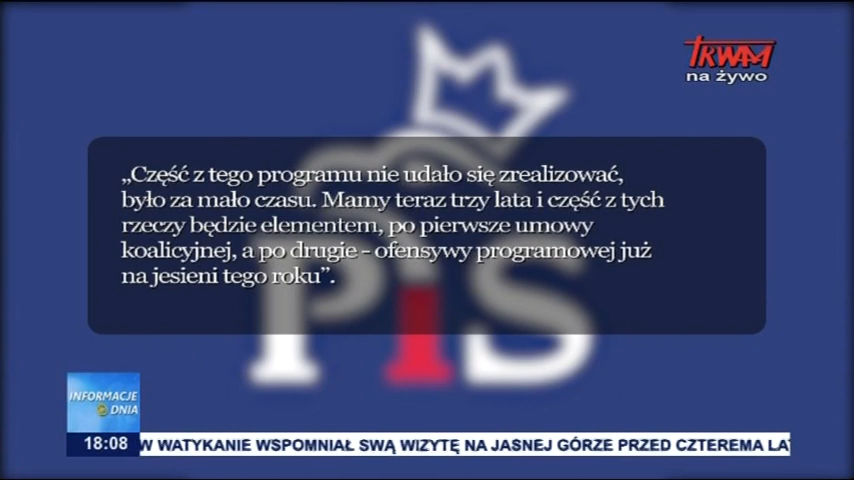 TRWAM
na żywo
„Część z tego programu nie udało się zrealizować,
było za mało czasu. Mamy teraz trzy lata i część z tych
rzeczy będzie elementem, po pierwsze umowy
koalicyjnej, a po drugie - ofensywy programowej już
na jesieni tego roku”.
PiS
INFORMACJE
DNIA
18:08 W WATYKANIE WSPOMNIAŁ SWĄ WIZYTĘ NA JASNEJ GÓRZE PRZED CZTEREMA LAT